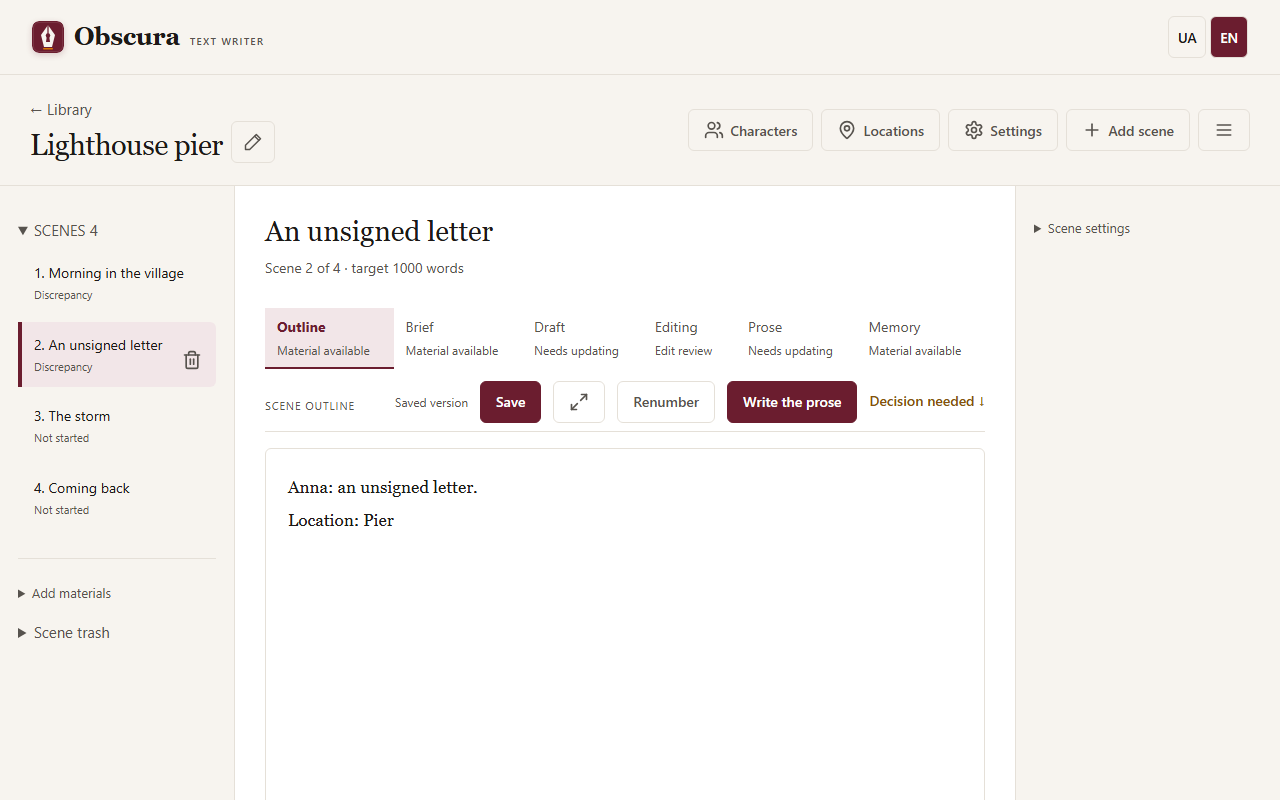 Obscura TEXT WRITER
UA EN
← Library
Lighthouse pier
Characters
Locations
Settings
Add scene
▼ SCENES 4
1. Morning in the village
Discrepancy
2. An unsigned letter
Discrepancy
3. The storm
Not started
4. Coming back
Not started
▶ Add materials
▶ Scene trash
An unsigned letter
Scene 2 of 4 · target 1000 words
Outline
Material available
Brief
Material available
Draft
Needs updating
Editing
Edit review
Prose
Needs updating
Memory
Material available
SCENE OUTLINE
Saved version
Save
Renumber
Write the prose
Decision needed ↓
Anna: an unsigned letter.
Location: Pier
▶ Scene settings